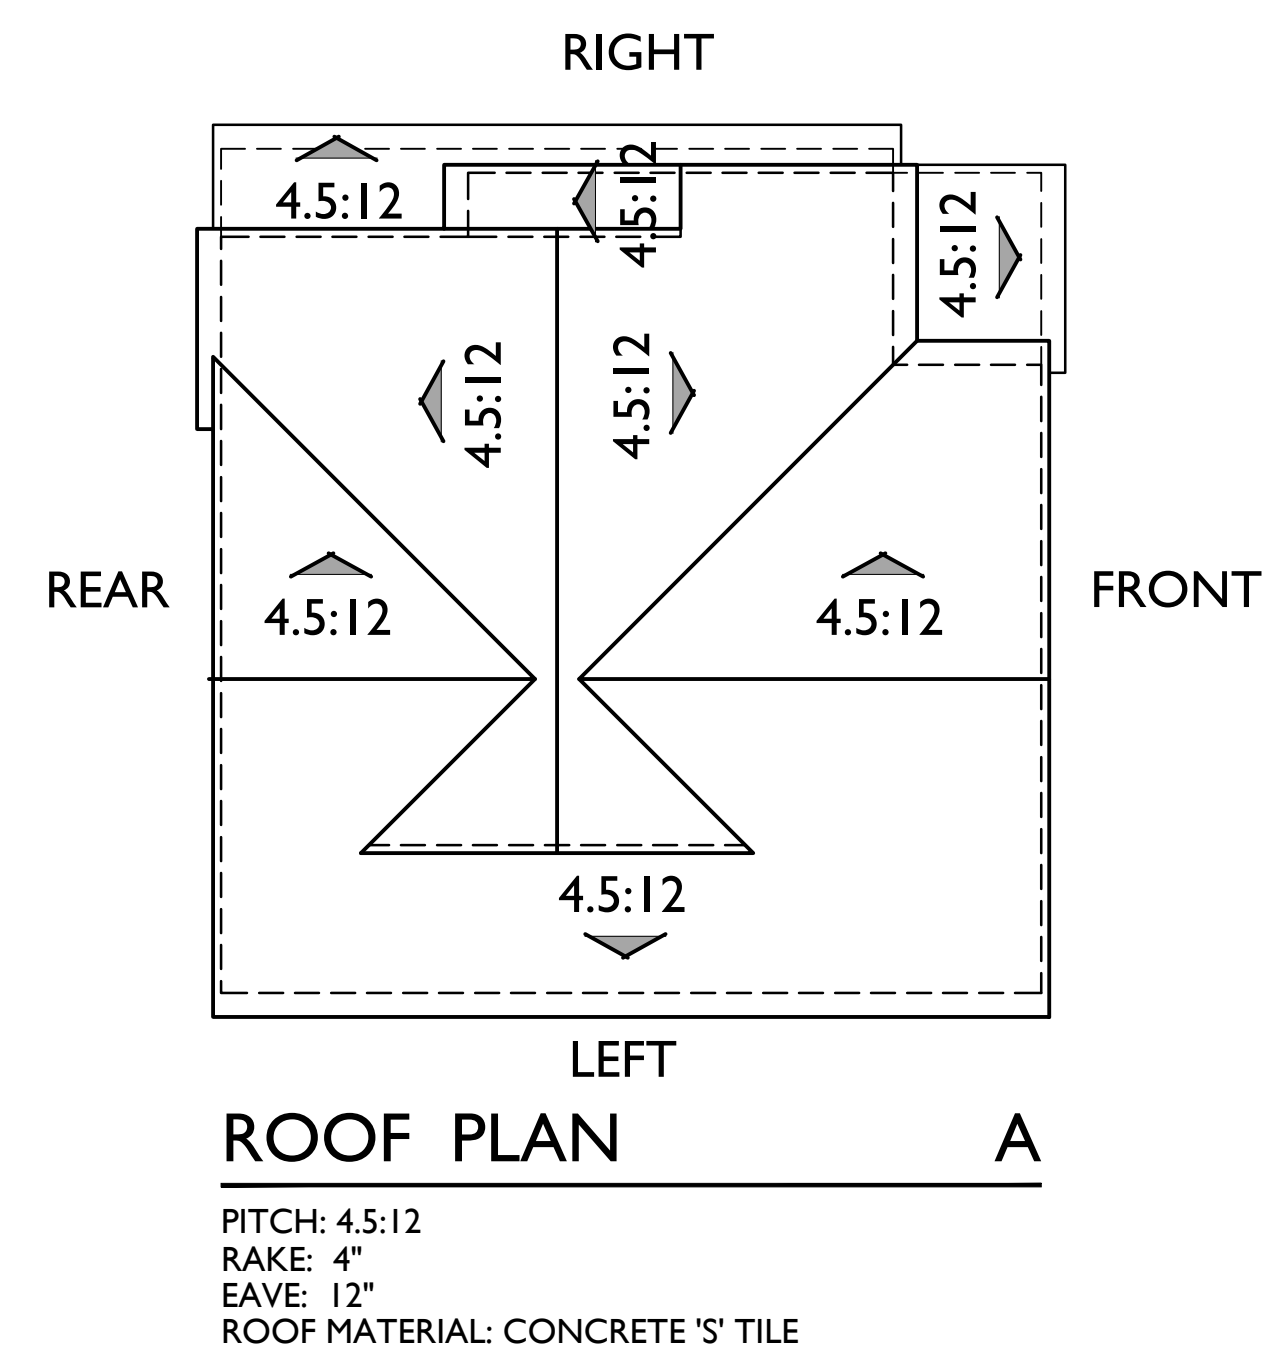 RIGHT
4.5:12
4.5:12
4.5:12
4.5:12
4.5:12
REAR
4.5:12
4.5:12
FRONT
4.5:12
LEFT
ROOF PLAN A
PITCH: 4.5:12
RAKE: 4"
EAVE: 12"
ROOF MATERIAL: CONCRETE 'S' TILE